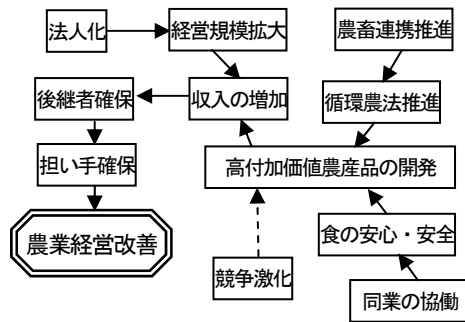 法人化
経営規模拡大
農畜連携推進
後継者確保
収入の増加
循環農法推進
担い手確保
高付加価値農産品の開発
農業経営改善
食の安心・安全
競争激化
同業の協働